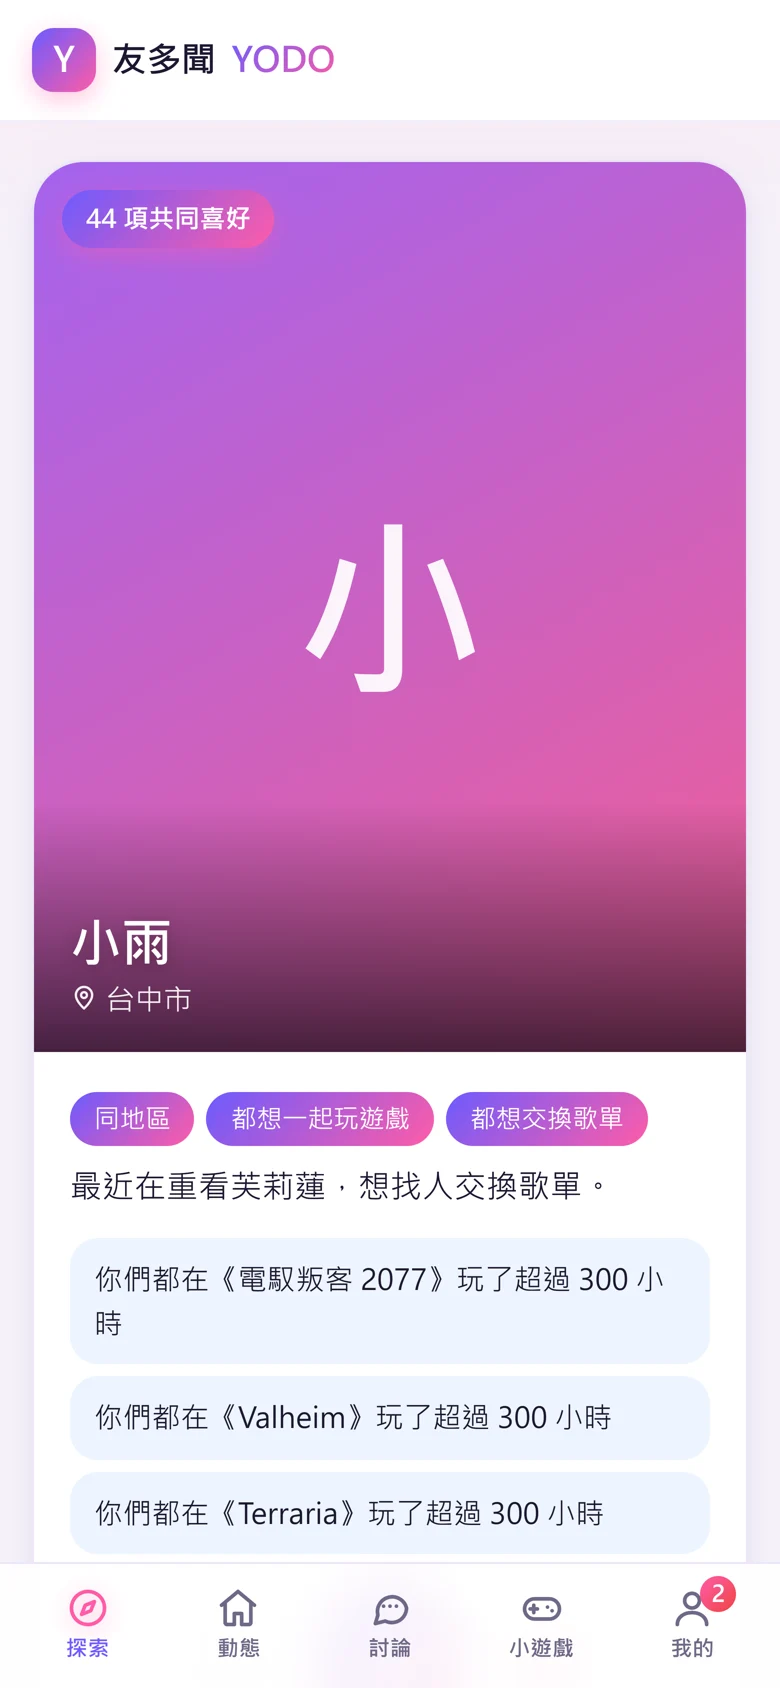 Y 友多聞 YODO
44 項共同喜好
小
小雨
台中市
同地區 都想一起玩遊戲 都想交換歌單
最近在重看芙莉蓮，想找人交換歌單。
你們都在《電馭叛客 2077》玩了超過 300 小
時
你們都在《Valheim》玩了超過 300 小時
你們都在《Terraria》玩了超過 300 小時
2
探索 動態 討論 小遊戲 我的